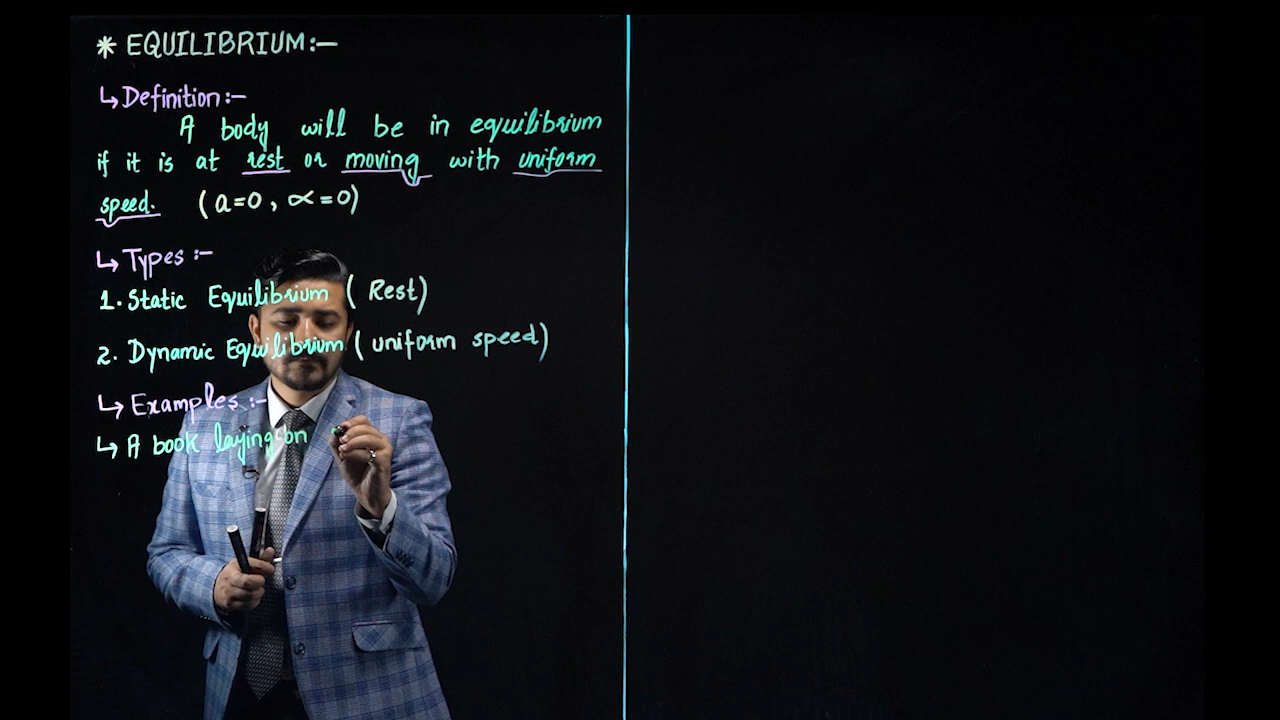 * EQUILIBRIUM:-
↳ Definition:-
A body will be in equilibrium
if it is at rest or moving with uniform
speed. (a=0, ∝=0)
↳ Types:-
1. Static Equilibrium (Rest)
2. Dynamic Equilibrium (uniform speed)
↳ Examples:-
↳ A book laying on